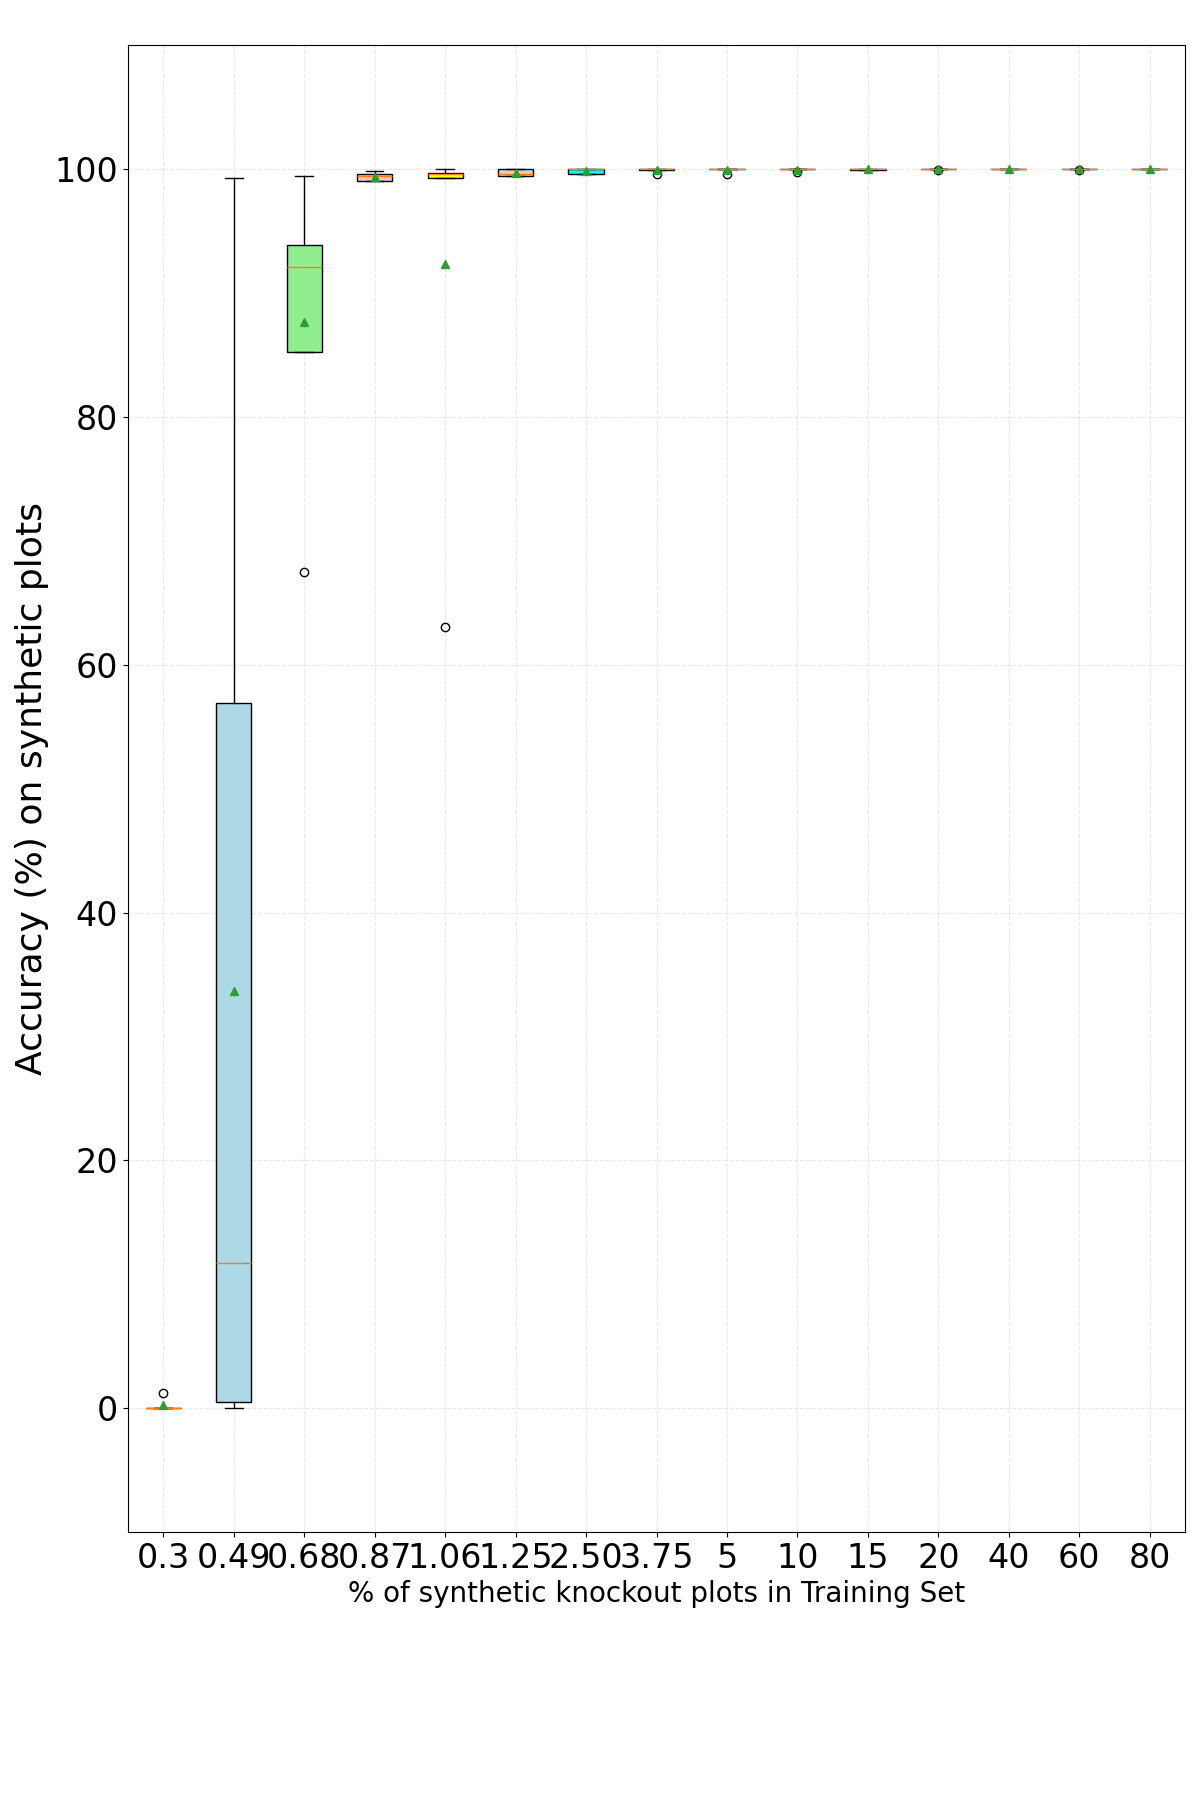 Accuracy (%) on synthetic plots
100
80
60
40
20
0
0.3 0.49 0.68 0.87 1.06 1.25 2.50 3.75 5 10 15 20 40 60 80
% of synthetic knockout plots in Training Set